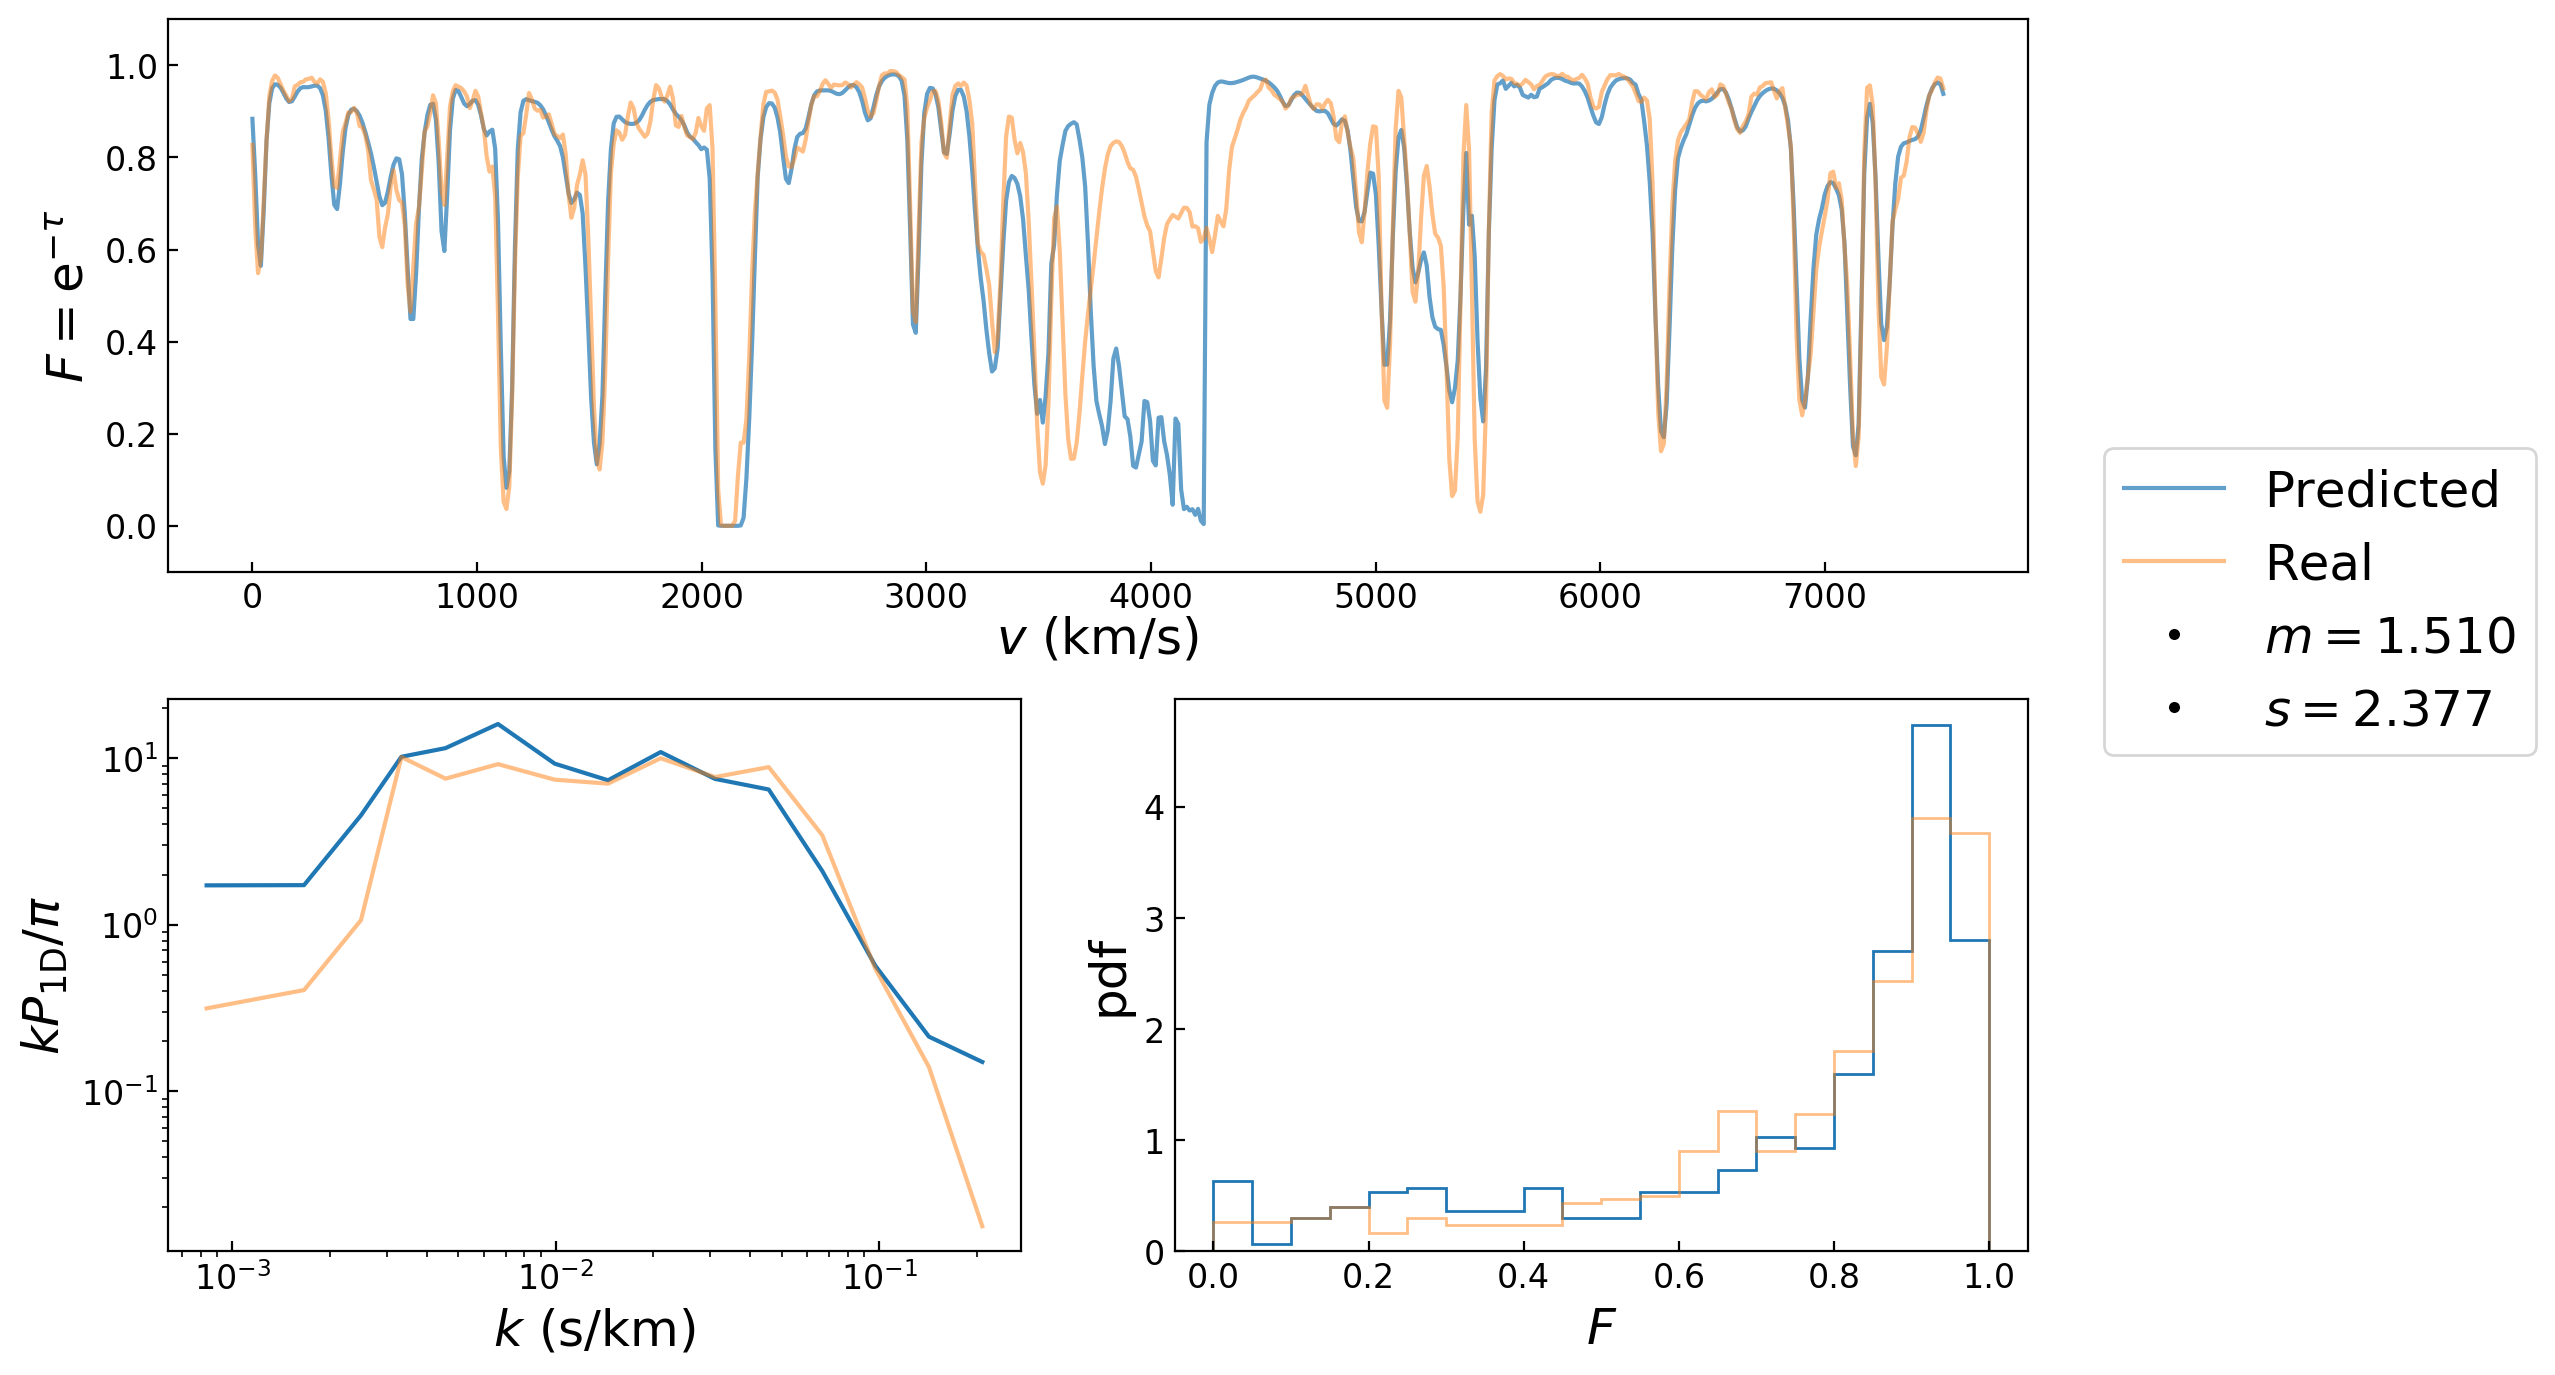 F = e^{-τ}
1.0
0.8
0.6
0.4
0.2
0.0
0 1000 2000 3000 4000 5000 6000 7000
v (km/s)
Predicted
Real
m = 1.510
s = 2.377
kP_{1D}/π
10^1
10^0
10^{-1}
10^{-3} 10^{-2} 10^{-1}
k (s/km)
pdf
4
3
2
1
0
0.0 0.2 0.4 0.6 0.8 1.0
F